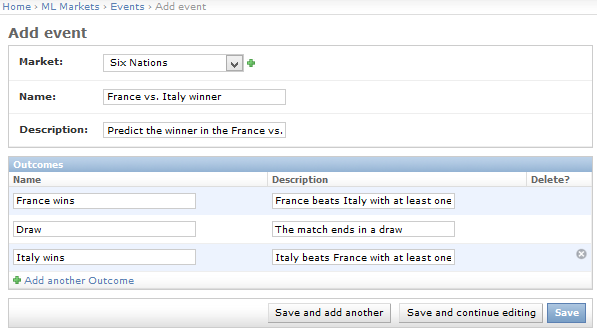 Home › ML Markets › Events › Add event
Add event
Market: Six Nations
Name: France vs. Italy winner
Description: Predict the winner in the France vs.
Outcomes
Name Description Delete?
France wins France beats Italy with at least one
Draw The match ends in a draw
Italy wins Italy beats France with at least one
Add another Outcome
Save and add another Save and continue editing Save